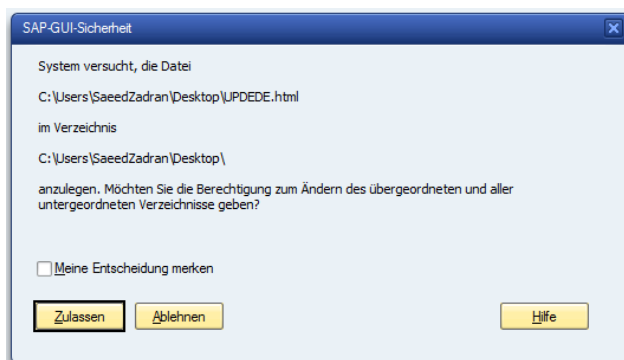 SAP-GUI-Sicherheit
System versucht, die Datei
C:\Users\SaeedZadran\Desktop\UPDEDE.html
im Verzeichnis
C:\Users\SaeedZadran\Desktop\
anzulegen. Möchten Sie die Berechtigung zum Ändern des übergeordneten und aller
untergeordneten Verzeichnisse geben?
Meine Entscheidung merken
Zulassen Ablehnen Hilfe